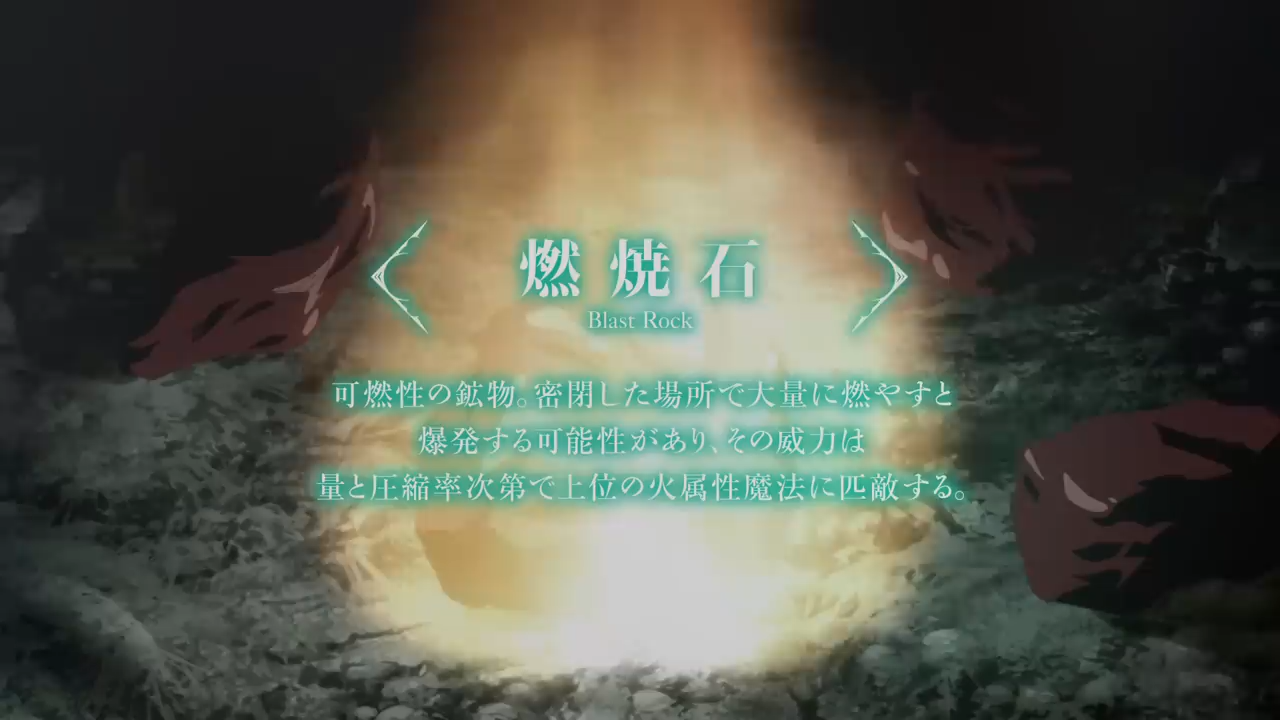 燃焼石
Blast Rock
可燃性の鉱物。密閉した場所で大量に燃やすと
爆発する可能性があり、その威力は
量と圧縮率次第で上位の火属性魔法に匹敵する。